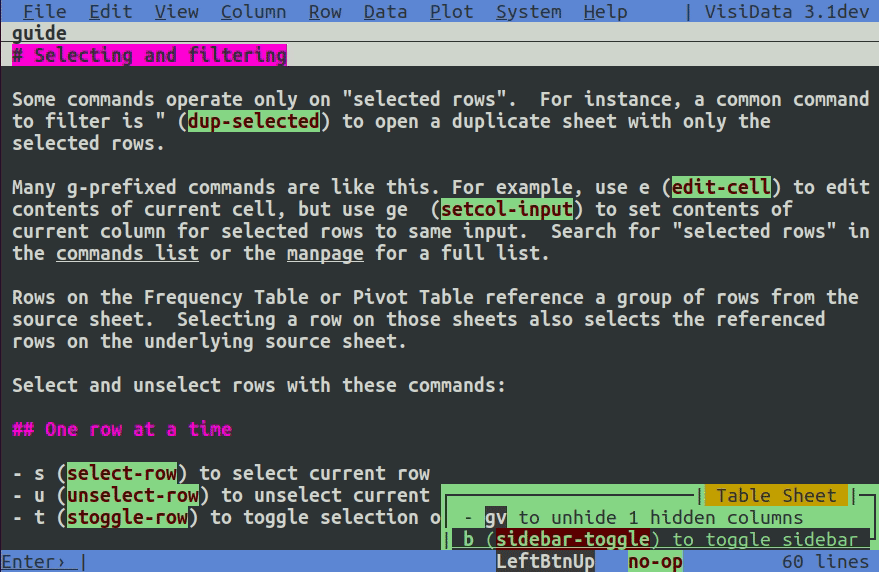 File Edit View Column Row Data Plot System Help | VisiData 3.1dev
guide
# Selecting and filtering
Some commands operate only on "selected rows". For instance, a common command
to filter is " (dup-selected) to open a duplicate sheet with only the
selected rows.
Many g-prefixed commands are like this. For example, use e (edit-cell) to edit
contents of current cell, but use ge (setcol-input) to set contents of
current column for selected rows to same input. Search for "selected rows" in
the commands list or the manpage for a full list.
Rows on the Frequency Table or Pivot Table reference a group of rows from the
source sheet. Selecting a row on those sheets also selects the referenced
rows on the underlying source sheet.
Select and unselect rows with these commands:
## One row at a time
- s (select-row) to select current row
- u (unselect-row) to unselect current
- t (stoggle-row) to toggle selection o
| Table Sheet |
- gv to unhide 1 hidden columns
b (sidebar-toggle) to toggle sidebar
Enter› | LeftBtnUp no-op 60 lines